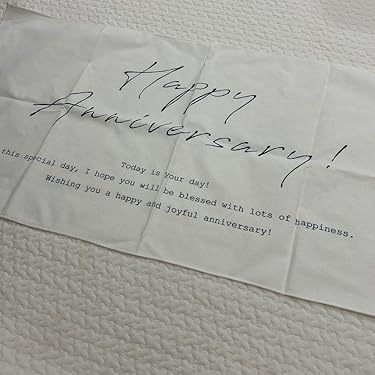 Happy
Anniversary!
Today is your day!
this special day, I hope you will be blessed with lots of happiness.
Wishing you a happy and joyful anniversary!